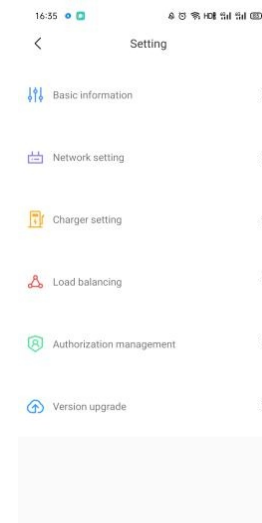 16:35
Setting
Basic information
Network setting
Charger setting
Load balancing
Authorization management
Version upgrade